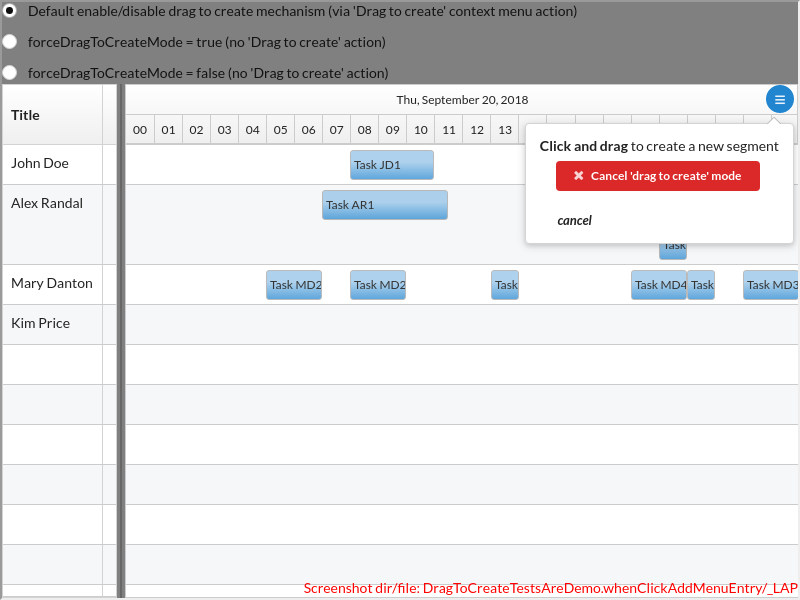 Default enable/disable drag to create mechanism (via 'Drag to create' context menu action)
forceDragToCreateMode = true (no 'Drag to create' action)
forceDragToCreateMode = false (no 'Drag to create' action)
Title
Thu, September 20, 2018
00 01 02 03 04 05 06 07 08 09 10 11 12 13
Click and drag to create a new segment
Cancel 'drag to create' mode
cancel
John Doe
Task JD1
Alex Randal
Task AR1
Task
Mary Danton
Task MD2
Task MD2
Task
Task MD4
Task
Task MD3
Kim Price
Screenshot dir/file: DragToCreateTestsAreDemo.whenClickAddMenuEntry/_LAP